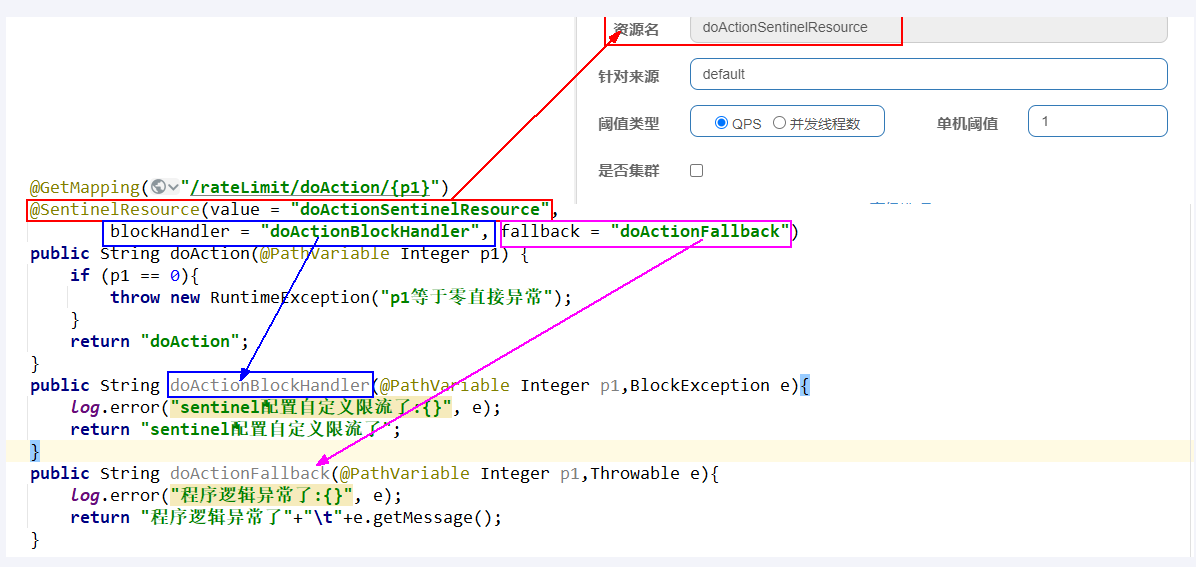 资源名 doActionSentinelResource
针对来源 default
阈值类型 QPS 并发线程数 单机阈值 1
是否集群
@GetMapping("/rateLimit/doAction/{p1}")
@SentinelResource(value = "doActionSentinelResource",
blockHandler = "doActionBlockHandler", fallback = "doActionFallback")
public String doAction(@PathVariable Integer p1) {
if (p1 == 0){
throw new RuntimeException("p1等于零直接异常");
}
return "doAction";
}
public String doActionBlockHandler(@PathVariable Integer p1,BlockException e){
log.error("sentinel配置自定义限流了:{}", e);
return "sentinel配置自定义限流了";
}
public String doActionFallback(@PathVariable Integer p1,Throwable e){
log.error("程序逻辑异常了:{}", e);
return "程序逻辑异常了"+"\t"+e.getMessage();
}